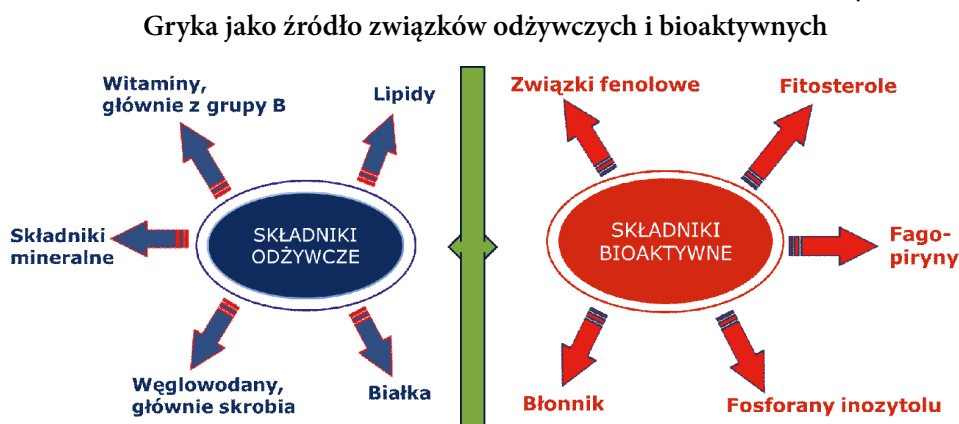 Gryka jako źródło związków odżywczych i bioaktywnych
Witaminy,
głównie z grupy B
Lipidy
Składniki
mineralne
SKŁADNIKI
ODŻYWCZE
Węglowodany,
głównie skrobia
Białka
Związki fenolowe
Fitosterole
SKŁADNIKI
BIOAKTYWNE
Fago-
piryny
Błonnik
Fosforany inozytolu